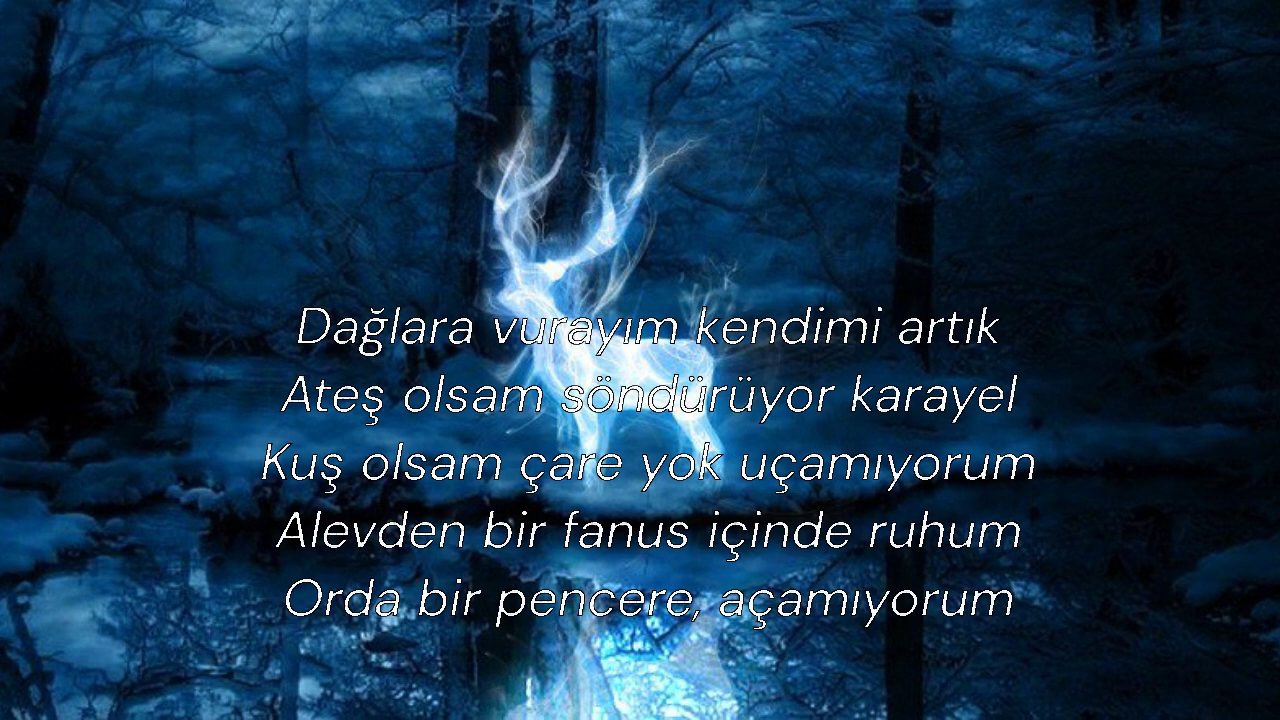 Dağlara vurayım kendimi artık
Ateş olsam söndürüyor karayel
Kuş olsam çare yok uçamıyorum
Alevden bir fanus içinde ruhum
Orda bir pencere, açamıyorum